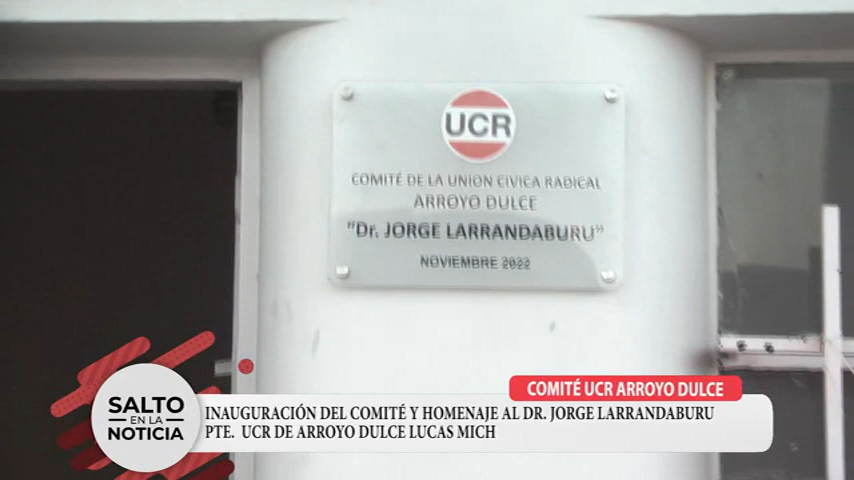 UCR
COMITÉ DE LA UNION CIVICA RADICAL
ARROYO DULCE
"Dr. JORGE LARRANDABURU"
NOVIEMBRE 2022
COMITÉ UCR ARROYO DULCE
SALTO
EN LA
NOTICIA
INAUGURACIÓN DEL COMITÉ Y HOMENAJE AL DR. JORGE LARRANDABURU
PTE. UCR DE ARROYO DULCE LUCAS MICH